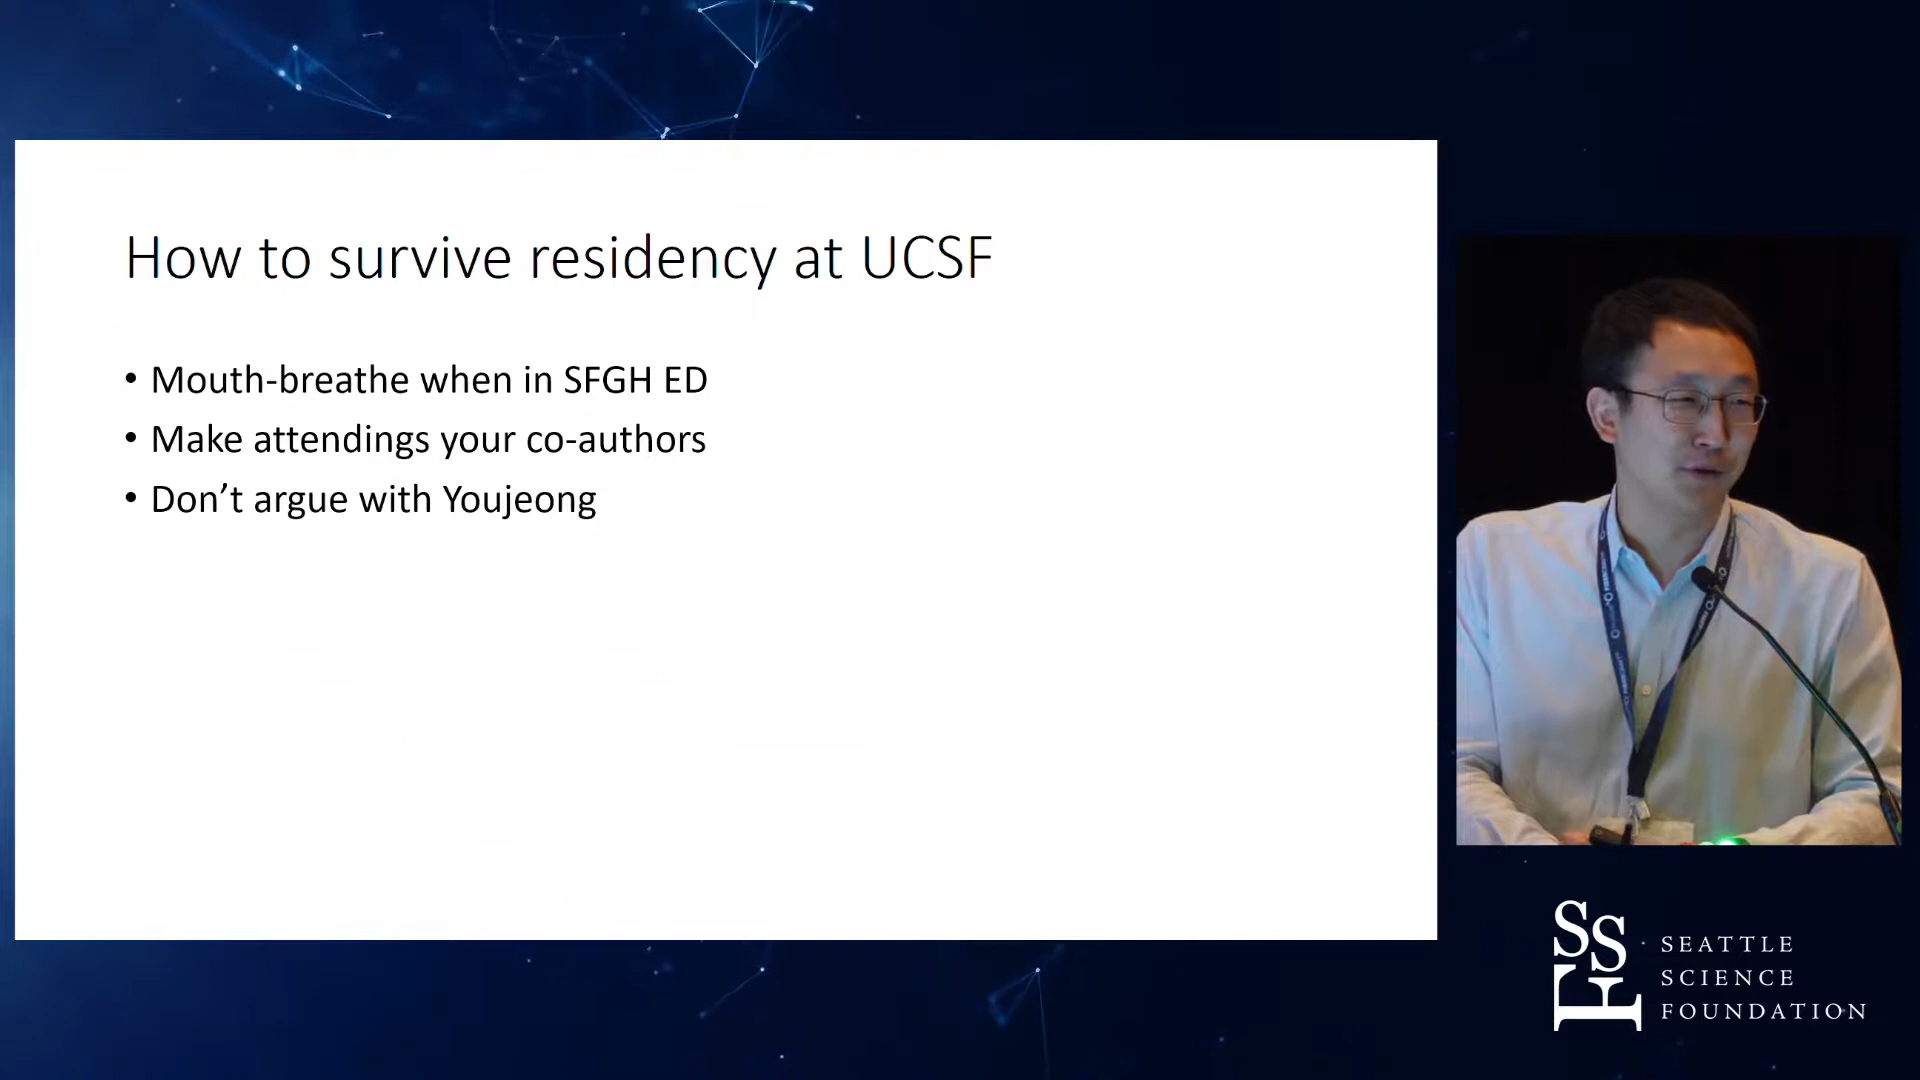 How to survive residency at UCSF
• Mouth-breathe when in SFGH ED
• Make attendings your co-authors
• Don’t argue with Youjeong
SSF
SEATTLE
SCIENCE
FOUNDATION